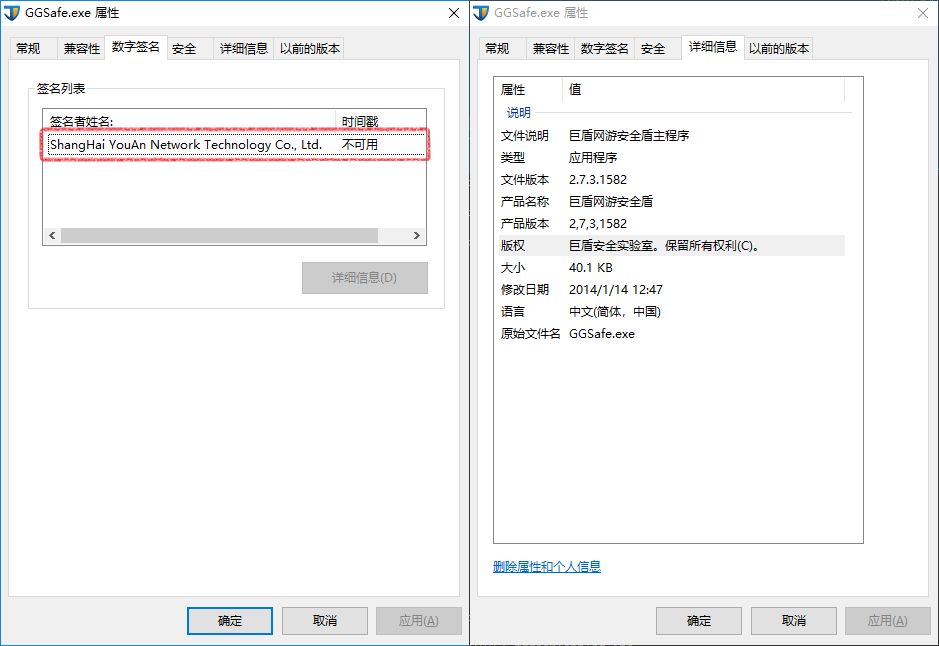 GGSafe.exe 属性
常规 兼容性 数字签名 安全 详细信息 以前的版本
签名列表
签名者姓名: 时间戳
ShangHai YouAn Network Technology Co., Ltd. 不可用
详细信息(D)
确定 取消 应用(A)
GGSafe.exe 属性
常规 兼容性 数字签名 安全 详细信息 以前的版本
属性 值
说明
文件说明 巨盾网游安全盾主程序
类型 应用程序
文件版本 2.7.3.1582
产品名称 巨盾网游安全盾
产品版本 2,7,3,1582
版权 巨盾安全实验室。保留所有权利(C)。
大小 40.1 KB
修改日期 2014/1/14 12:47
语言 中文(简体，中国)
原始文件名 GGSafe.exe
删除属性和个人信息
确定 取消 应用(A)